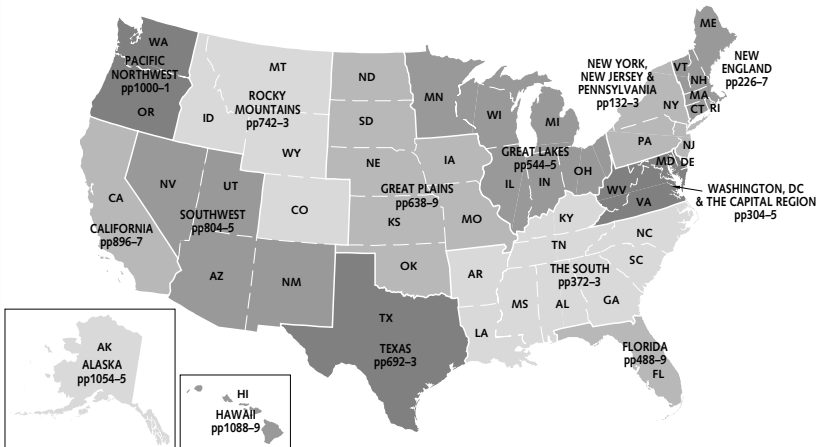 ME
WA
VT
NEW
ENGLAND
pp226–7
PACIFIC
NORTHWEST
pp1000–1
NEW YORK,
NEW JERSEY &
PENNSYLVANIA
pp132–3
NH
MT
ND
MN
MA
NY
CT
RI
ROCKY
MOUNTAINS
pp742–3
OR
ID
SD
WI
MI
PA
NJ
WY
NE
IA
GREAT LAKES
pp544–5
MD
DE
IL
IN
OH
WV
NV
UT
CA
CO
GREAT PLAINS
pp638–9
WASHINGTON, DC
& THE CAPITAL REGION
pp304–5
VA
KS
MO
KY
SOUTHWEST
pp804–5
CALIFORNIA
pp896–7
NC
TN
SC
AZ
NM
OK
AR
THE SOUTH
pp372–3
MS
AL
GA
TX
LA
TEXAS
pp692–3
FLORIDA
pp488–9
FL
AK
ALASKA
pp1054–5
HI
HAWAII
pp1088–9